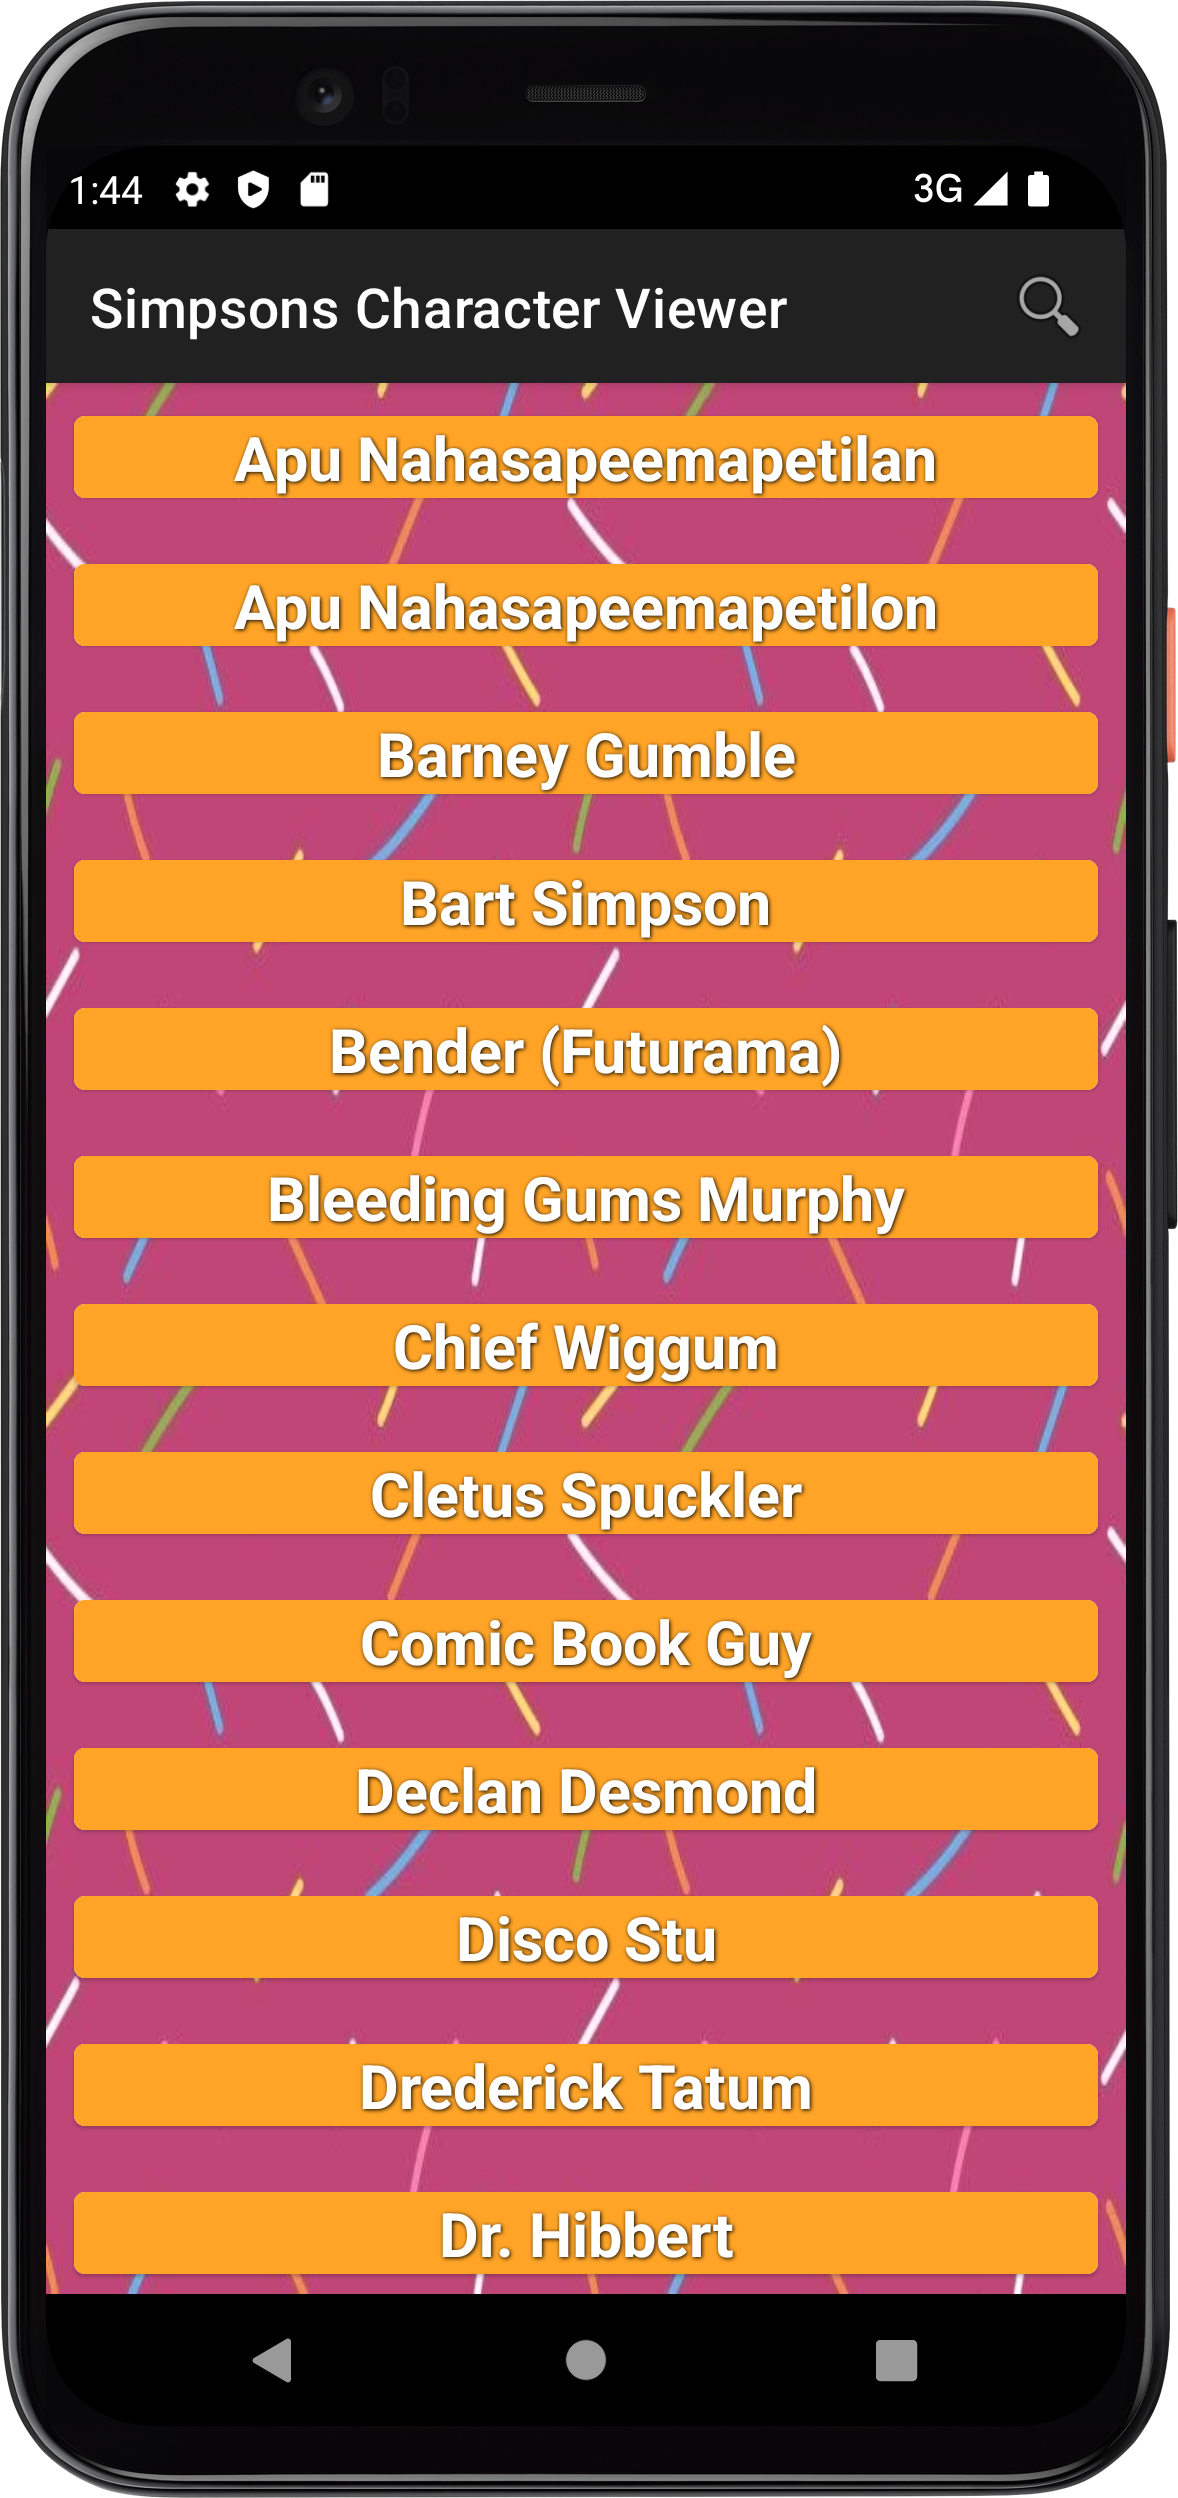 1:44 3G
Simpsons Character Viewer
Apu Nahasapeemapetilan
Apu Nahasapeemapetilon
Barney Gumble
Bart Simpson
Bender (Futurama)
Bleeding Gums Murphy
Chief Wiggum
Cletus Spuckler
Comic Book Guy
Declan Desmond
Disco Stu
Drederick Tatum
Dr. Hibbert